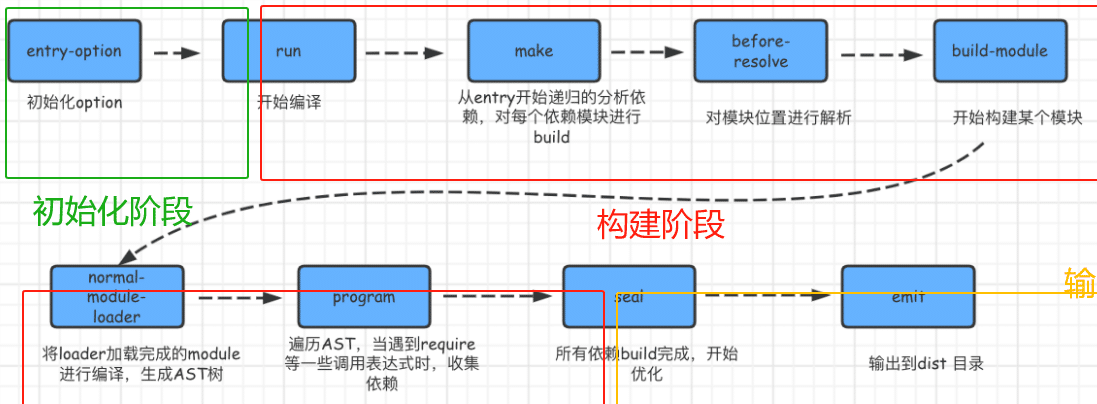 entry-option
run
make
before-
resolve
build-module
初始化option
开始编译
从entry开始递归的分析依
赖，对每个依赖模块进行
build
对模块位置进行解析
开始构建某个模块
初始化阶段
构建阶段
normal-
module-
loader
program
seal
emit
输
将loader加载完成的module
进行编译，生成AST树
遍历AST，当遇到require
等一些调用表达式时，收集
依赖
所有依赖build完成，开始
优化
输出到dist 目录